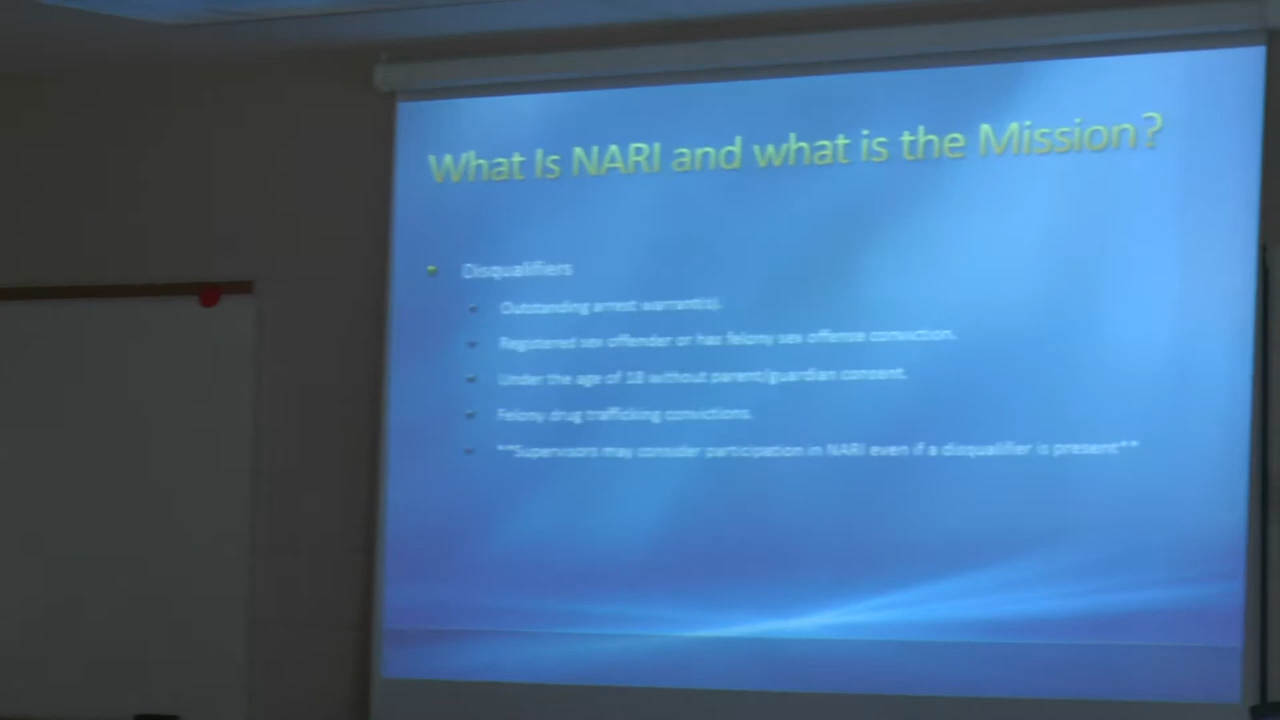 What Is NARI and what is the Mission?
Disqualifiers
Outstanding arrest warrant(s).
Registered sex offender or has felony sex offense conviction.
Under the age of 18 without parent/guardian consent.
Felony drug trafficking convictions.
**Supervisors may consider participation in NARI even if a disqualifier is present**